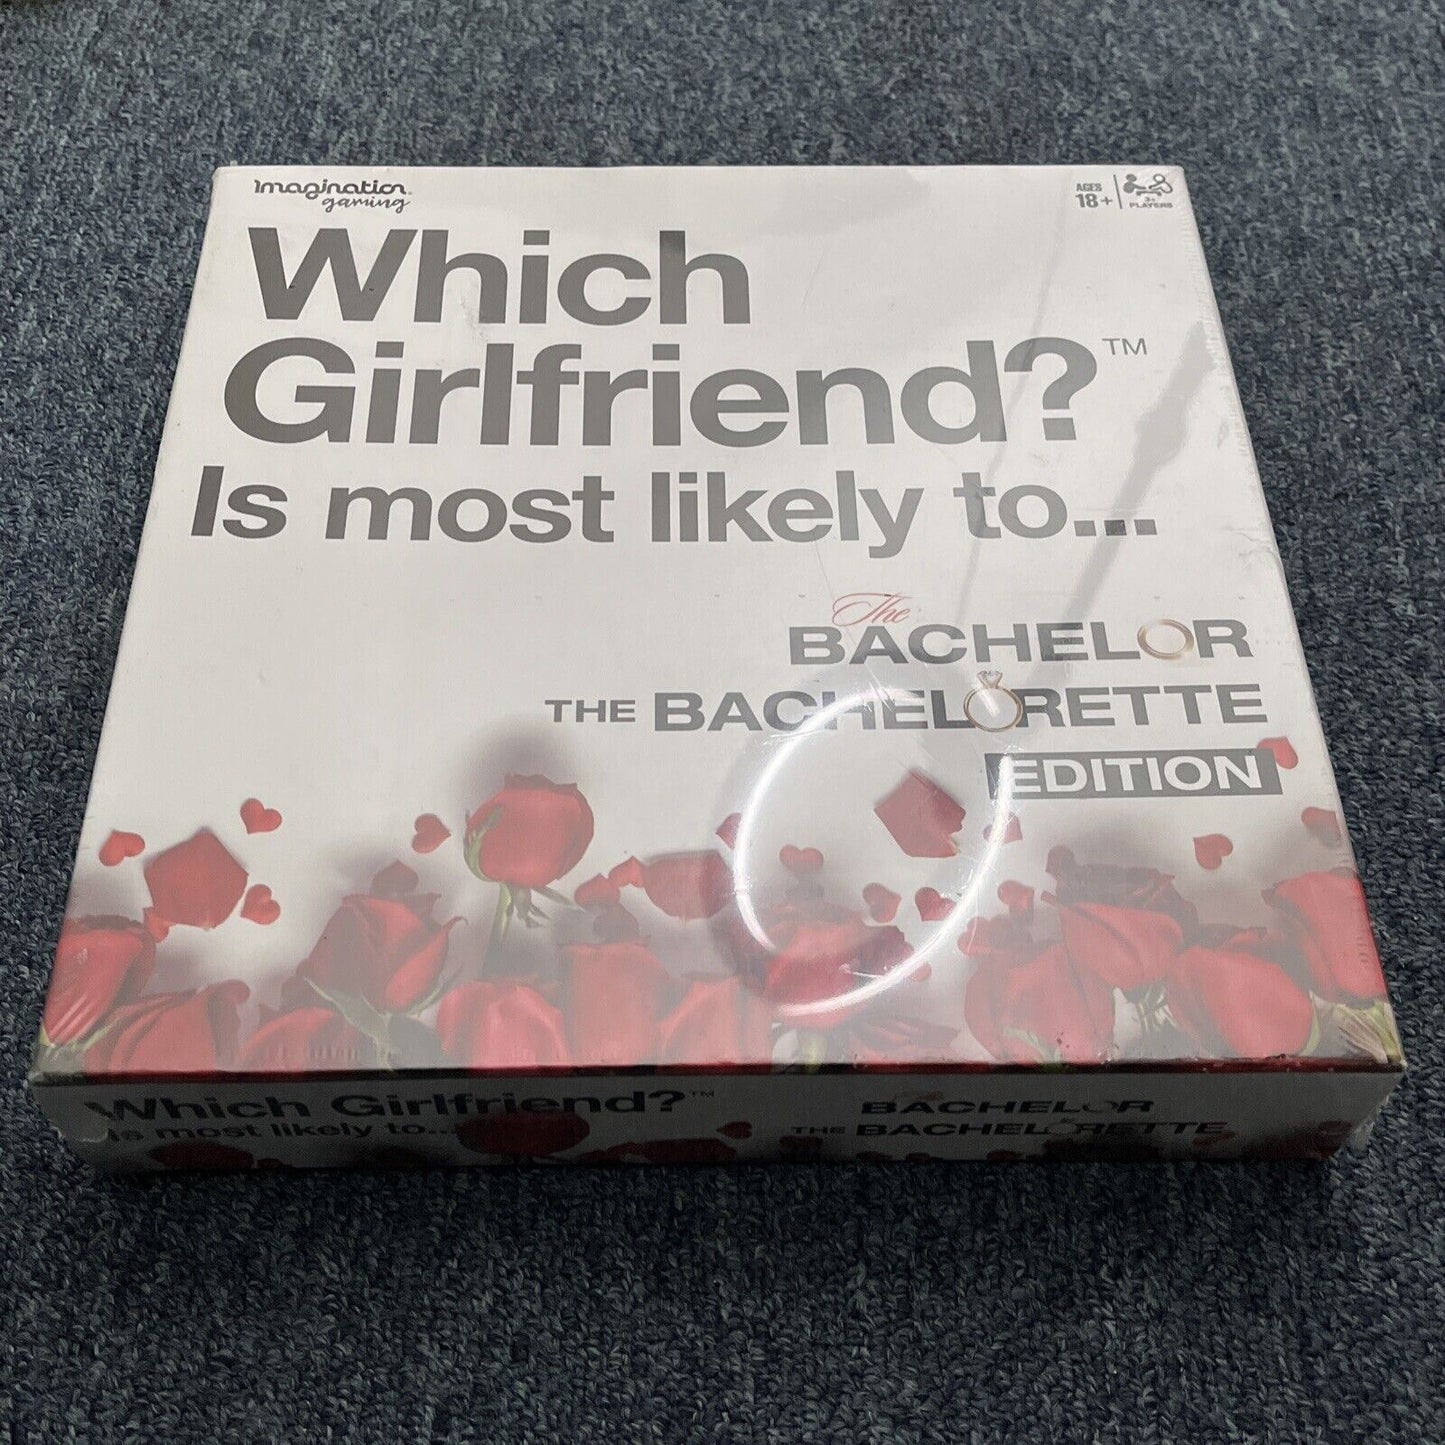 Imagination
gaming
AGES
18+
3+
PLAYERS
Which
Girlfriend?™
Is most likely to...
The
BACHELOR
THE BACHELORETTE
EDITION
Which Girlfriend?™
Is most likely to...
BACHELOR
THE BACHELORETTE